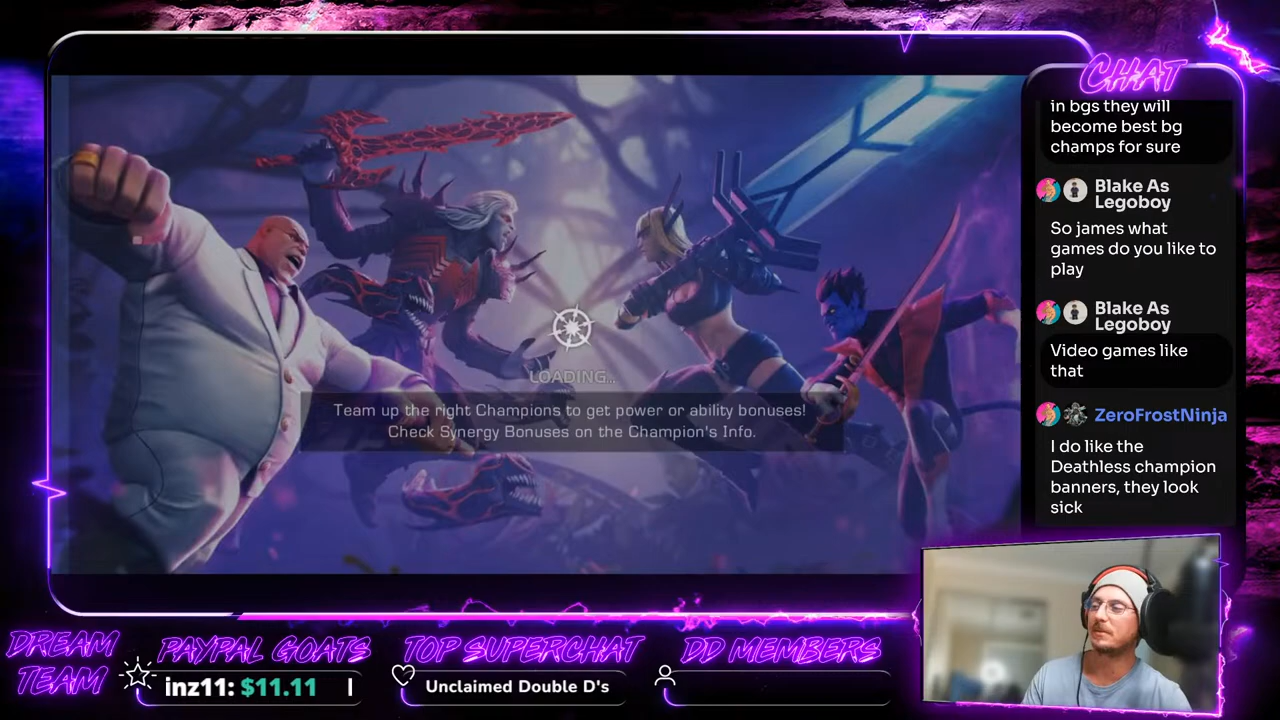 CHAT
in bgs they will
become best bg
champs for sure
Blake As
Legoboy
So james what
games do you like to
play
Blake As
Legoboy
Video games like
that
ZeroFrostNinja
I do like the
Deathless champion
banners, they look
sick
LOADING...
Team up the right Champions to get power or ability bonuses!
Check Synergy Bonuses on the Champion's Info.
DREAM
TEAM
PAYPAL GOATS
inz11: $11.11
TOP SUPERCHAT
Unclaimed Double D's
DD MEMBERS